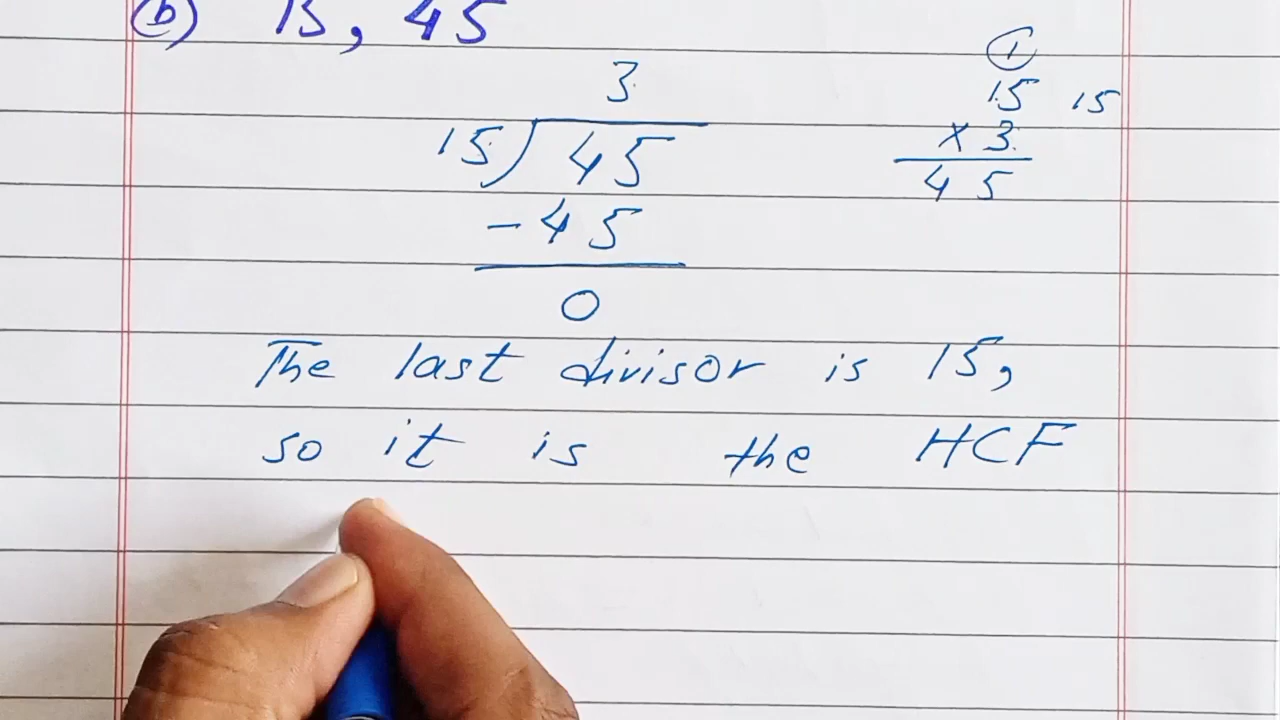 (b) 15, 45
3
15) 45
-45
0
1
15 15
x 3
45
The last divisor is 15,
so it is the HCF